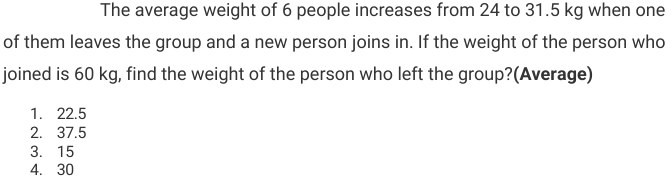 The average weight of 6 people increases from 24 to 31.5 kg when one
of them leaves the group and a new person joins in. If the weight of the person who
joined is 60 kg, find the weight of the person who left the group?(Average)
1. 22.5
2. 37.5
3. 15
4. 30